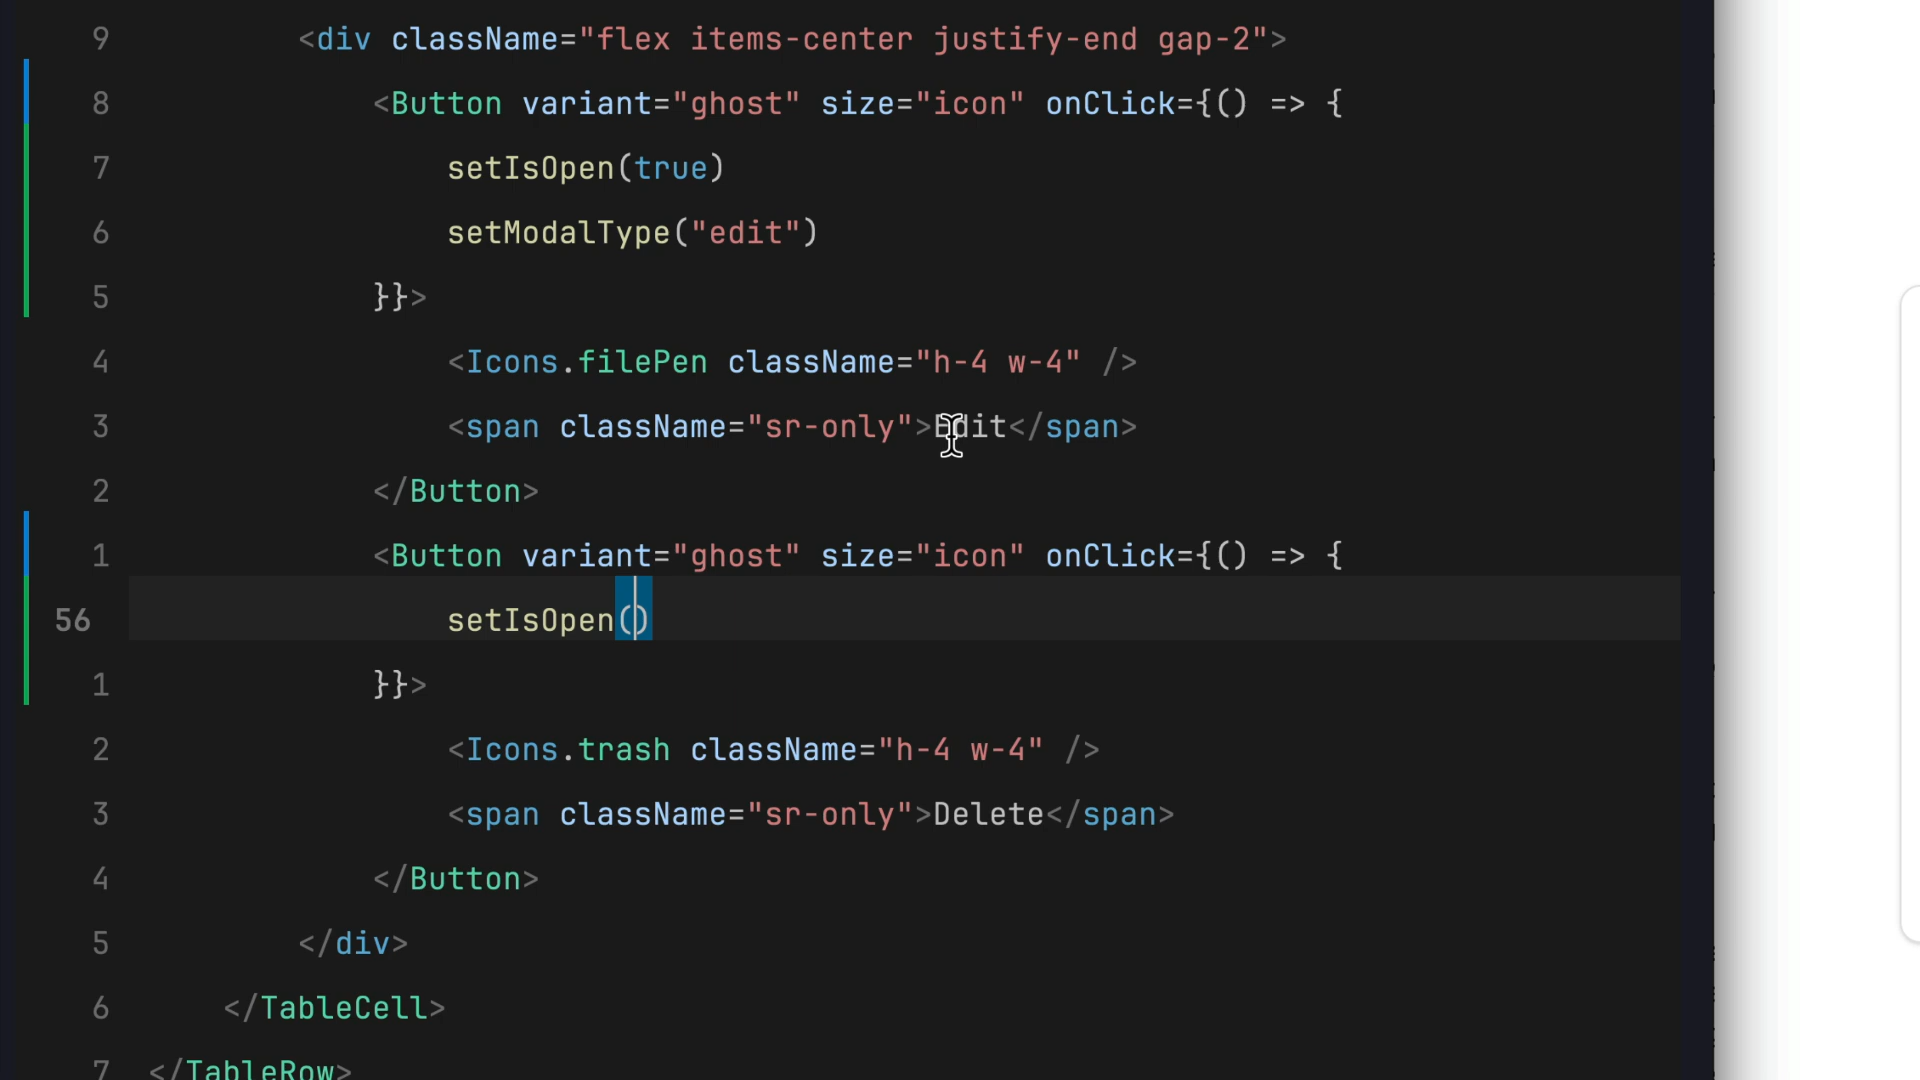 9 <div className="flex items-center justify-end gap-2">
8 <Button variant="ghost" size="icon" onClick={() => {
7 setIsOpen(true)
6 setModalType("edit")
5 }}>
4 <Icons.filePen className="h-4 w-4" />
3 <span className="sr-only">Edit</span>
2 </Button>
1 <Button variant="ghost" size="icon" onClick={() => {
56 setIsOpen()
1 }}>
2 <Icons.trash className="h-4 w-4" />
3 <span className="sr-only">Delete</span>
4 </Button>
5 </div>
6 </TableCell>
7 </TableRow>